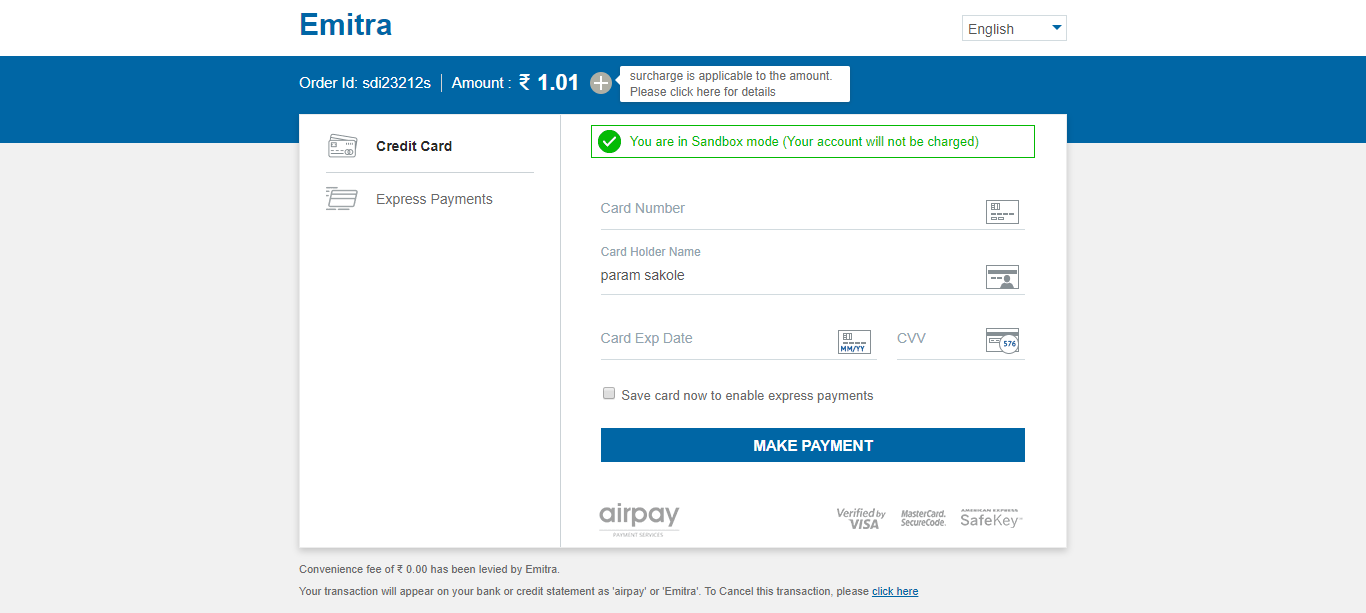 Emitra
English
Order Id: sdi23212s | Amount : ₹ 1.01
surcharge is applicable to the amount.
Please click here for details
Credit Card
Express Payments
You are in Sandbox mode (Your account will not be charged)
Card Number
Card Holder Name
param sakole
Card Exp Date
MM/YY
CVV
576
Save card now to enable express payments
MAKE PAYMENT
airpay
PAYMENT SERVICES
Verified by
VISA
MasterCard.
SecureCode.
AMERICAN EXPRESS
SafeKey
Convenience fee of ₹ 0.00 has been levied by Emitra.
Your transaction will appear on your bank or credit statement as 'airpay' or 'Emitra'. To Cancel this transaction, please click here